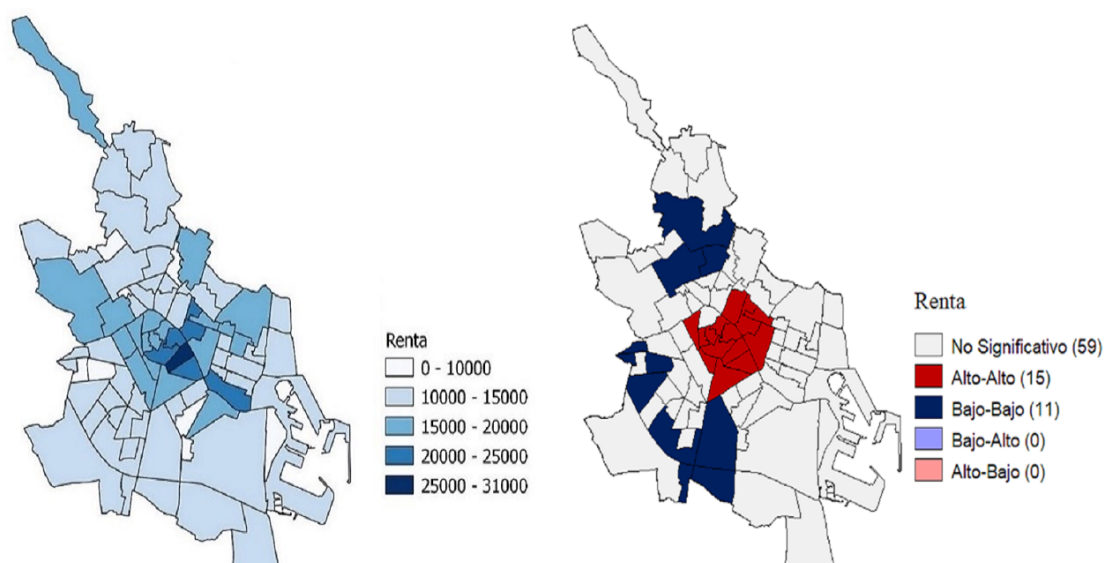 Renta
0 - 10000
10000 - 15000
15000 - 20000
20000 - 25000
25000 - 31000
Renta
No Significativo (59)
Alto-Alto (15)
Bajo-Bajo (11)
Bajo-Alto (0)
Alto-Bajo (0)